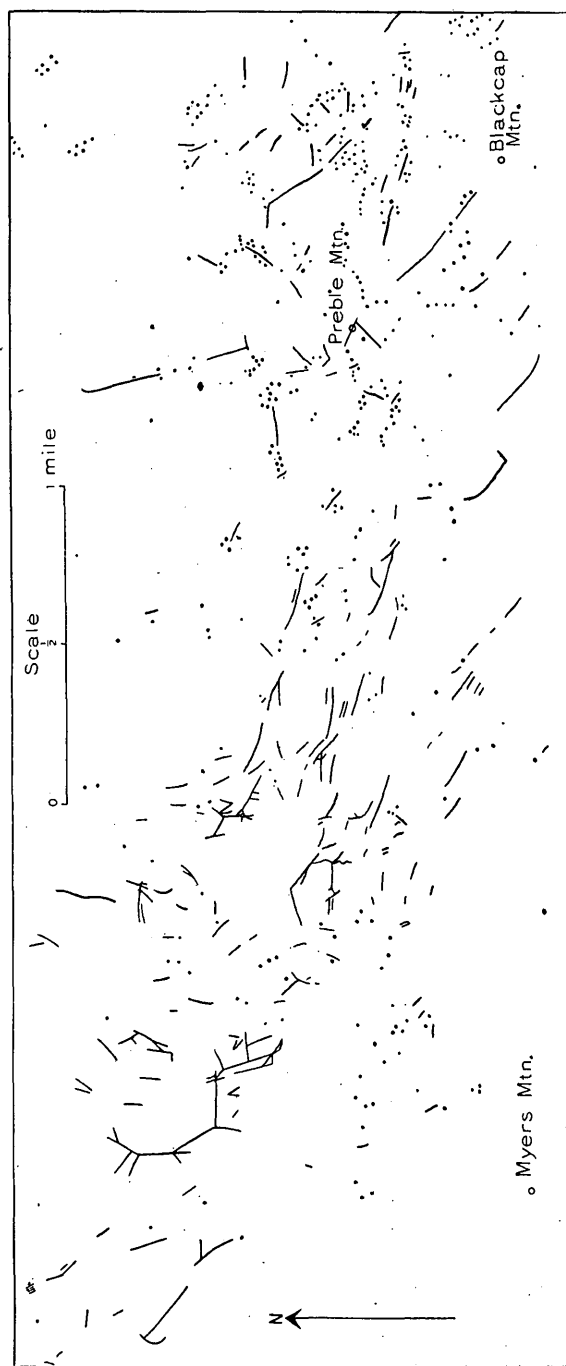 Scale
0 ½ 1 mile
Preble Mtn.
Blackcap
Mtn.
Myers Mtn.
N